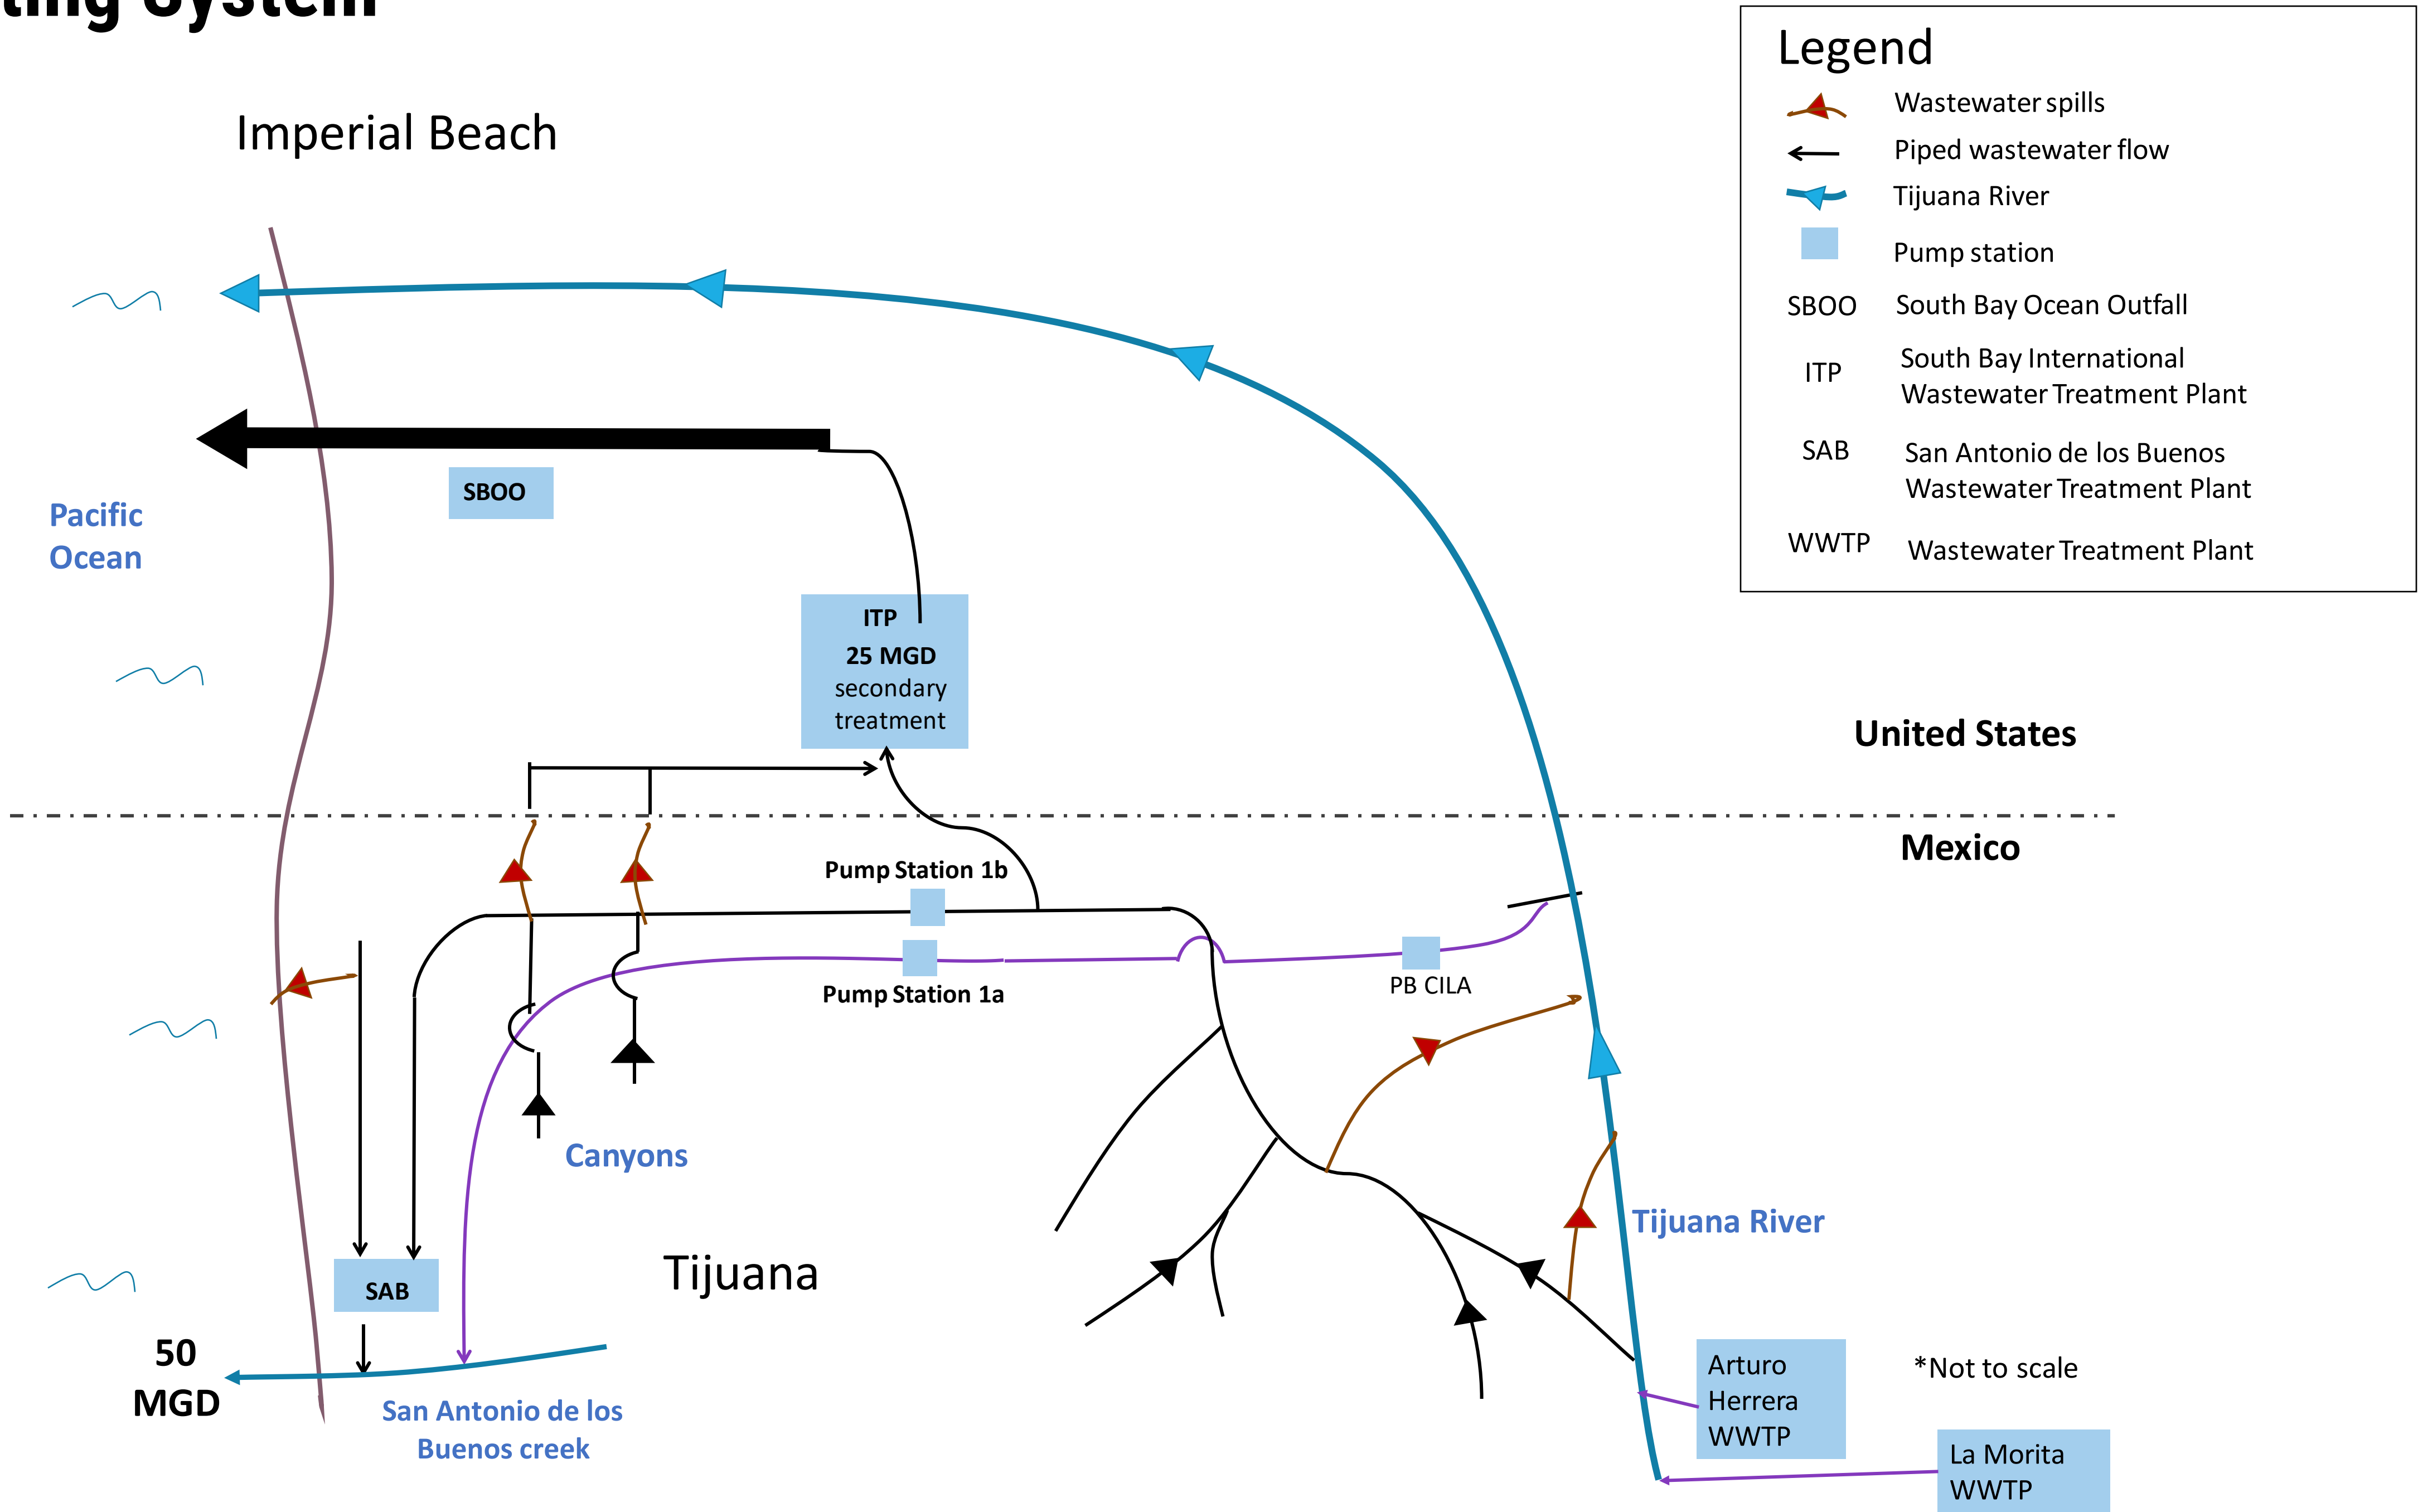 System
Imperial Beach
Legend
Wastewater spills
Piped wastewater flow
Tijuana River
Pump station
SBOO South Bay Ocean Outfall
ITP South Bay International
Wastewater Treatment Plant
SAB San Antonio de los Buenos
Wastewater Treatment Plant
WWTP Wastewater Treatment Plant
SBOO
Pacific
Ocean
ITP
25 MGD
secondary
treatment
United States
Mexico
Pump Station 1b
Pump Station 1a
PB CILA
Canyons
Tijuana River
Tijuana
SAB
50
MGD
San Antonio de los
Buenos creek
Arturo
Herrera
WWTP
*Not to scale
La Morita
WWTP